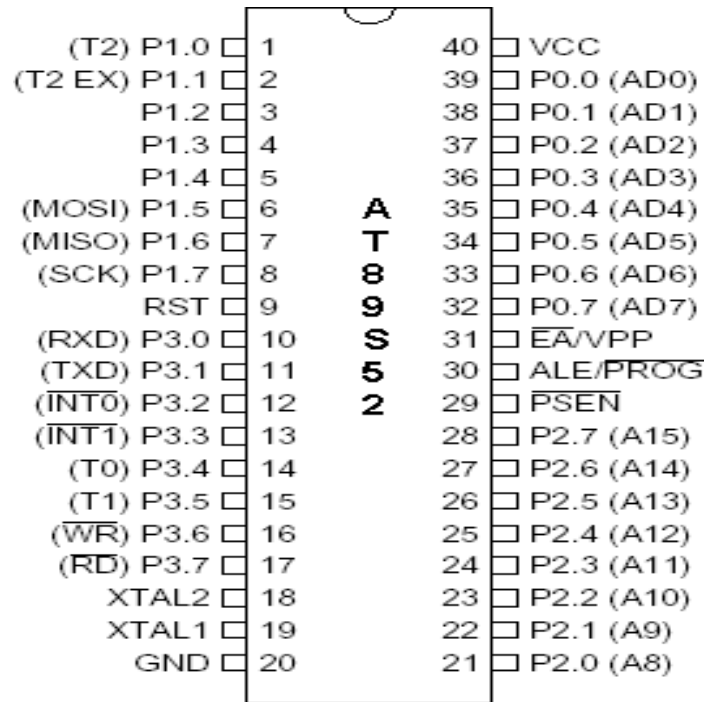 (T2) P1.0 1 40 VCC
(T2 EX) P1.1 2 39 P0.0 (AD0)
P1.2 3 38 P0.1 (AD1)
P1.3 4 37 P0.2 (AD2)
P1.4 5 36 P0.3 (AD3)
(MOSI) P1.5 6 A 35 P0.4 (AD4)
(MISO) P1.6 7 T 34 P0.5 (AD5)
(SCK) P1.7 8 8 33 P0.6 (AD6)
RST 9 9 32 P0.7 (AD7)
(RXD) P3.0 10 S 31 E̅A̅/VPP
(TXD) P3.1 11 5 30 ALE/P̅R̅O̅G̅
(I̅N̅T̅0̅) P3.2 12 2 29 P̅S̅E̅N̅
(I̅N̅T̅1̅) P3.3 13 28 P2.7 (A15)
(T0) P3.4 14 27 P2.6 (A14)
(T1) P3.5 15 26 P2.5 (A13)
(W̅R̅) P3.6 16 25 P2.4 (A12)
(R̅D̅) P3.7 17 24 P2.3 (A11)
XTAL2 18 23 P2.2 (A10)
XTAL1 19 22 P2.1 (A9)
GND 20 21 P2.0 (A8)